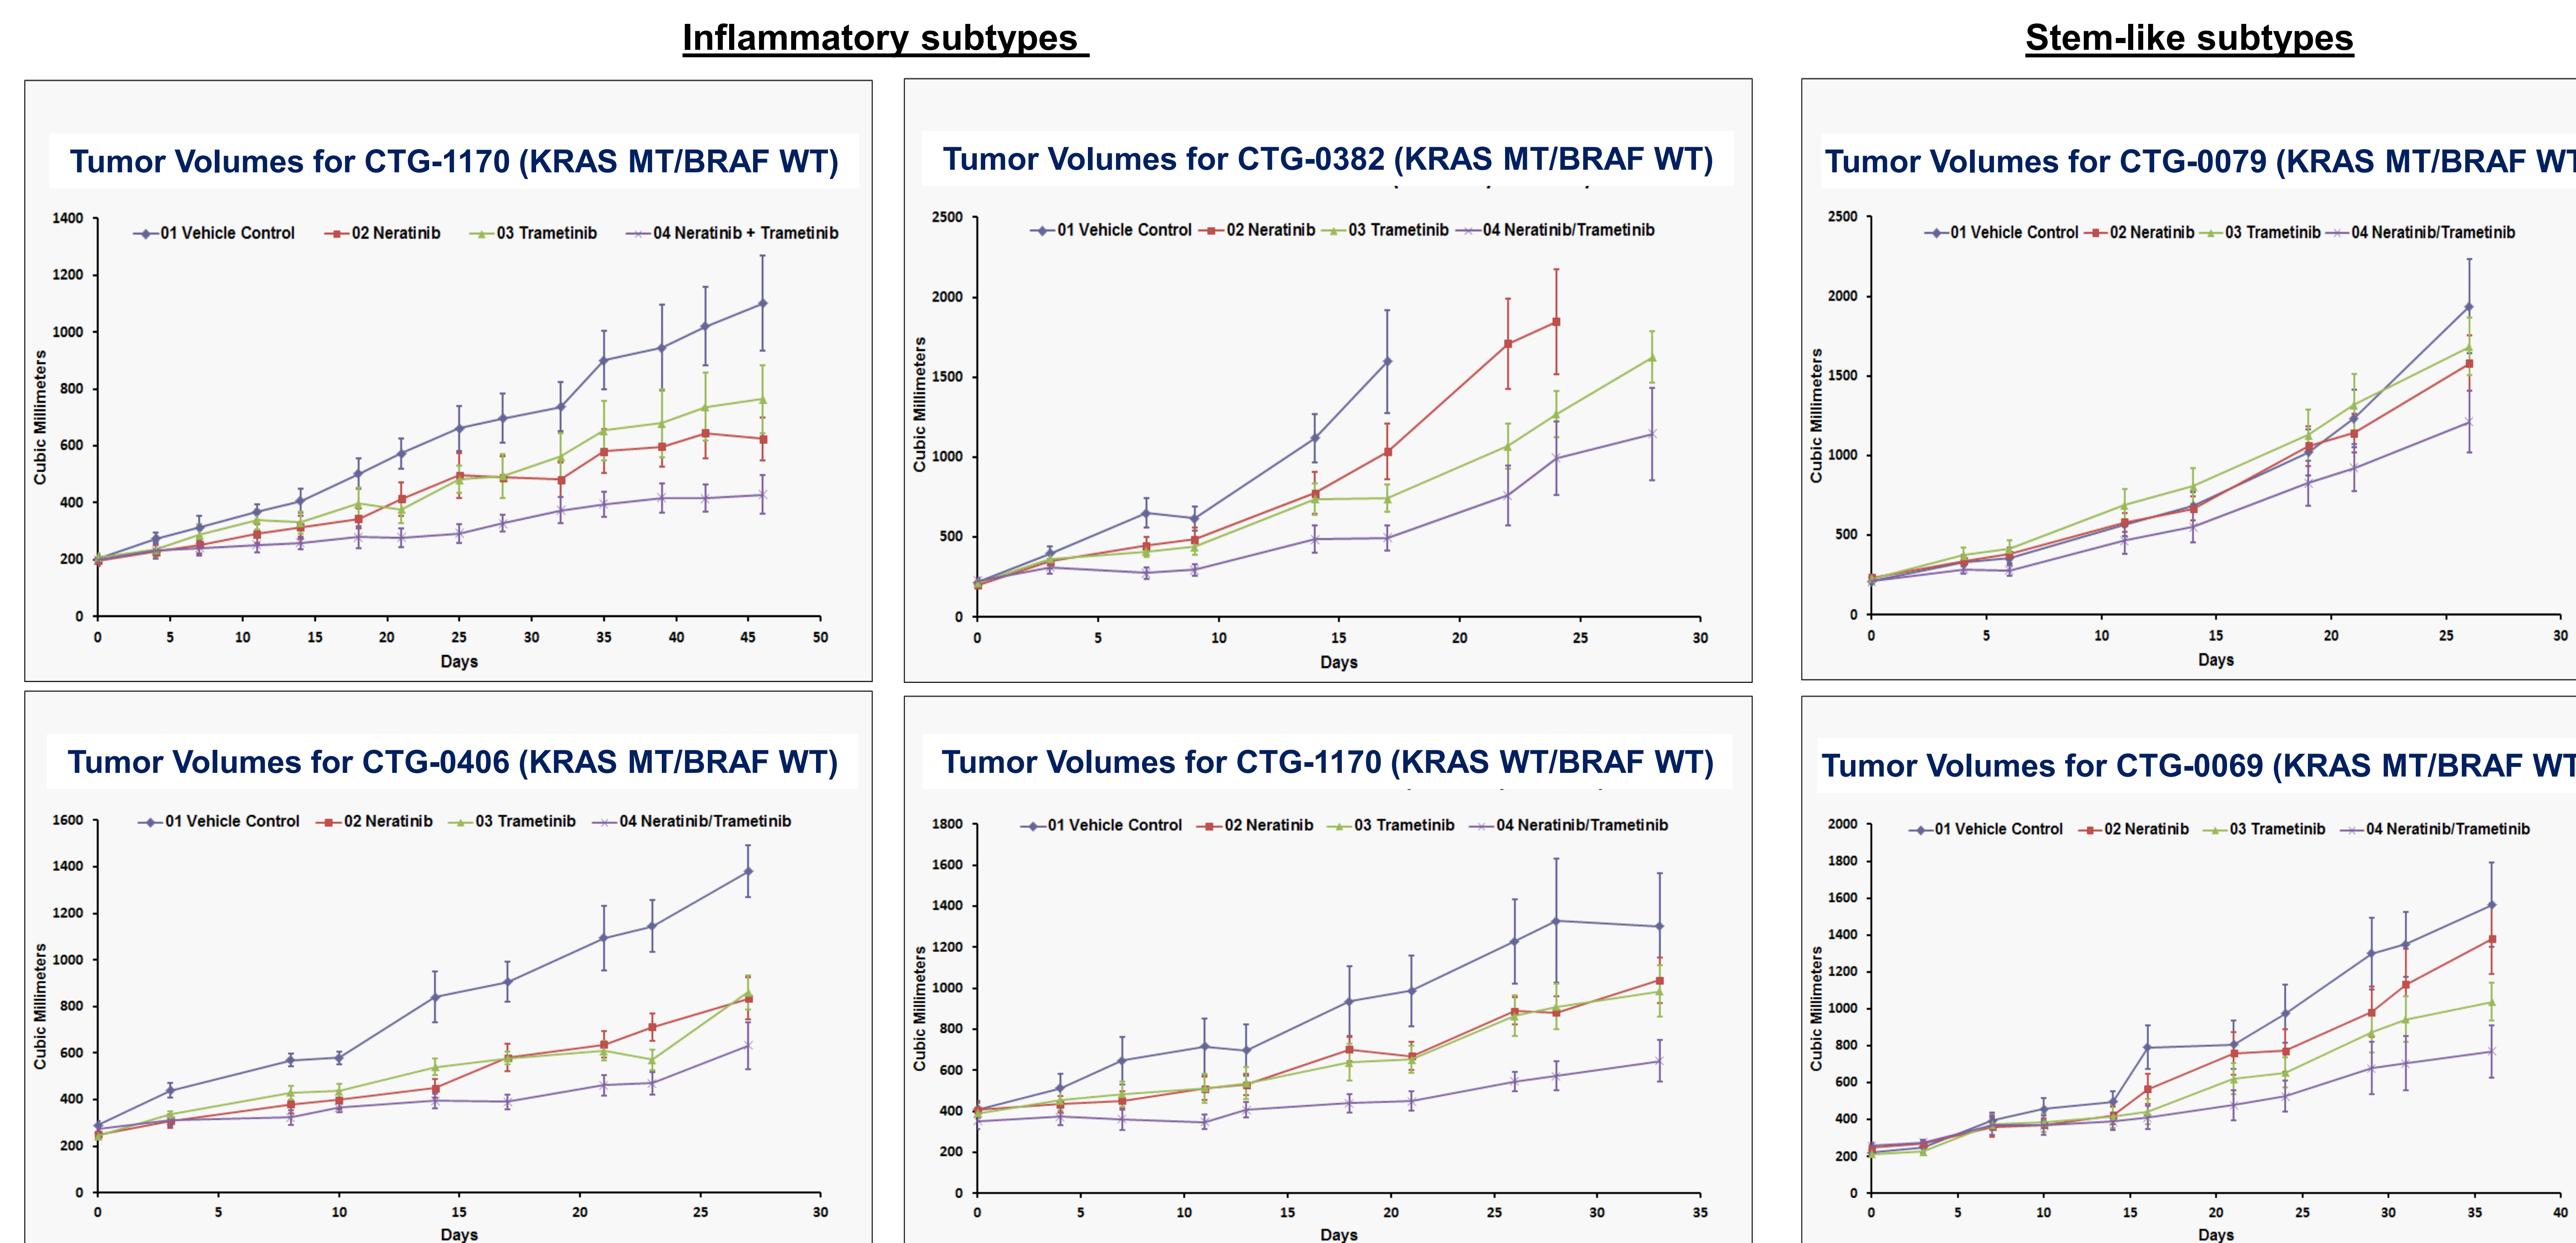 Inflammatory subtypes
Stem-like subtypes
Tumor Volumes for CTG-1170 (KRAS MT/BRAF WT)
01 Vehicle Control 02 Neratinib 03 Trametinib 04 Neratinib + Trametinib
1400
1200
1000
800
600
400
200
0
Cubic Millimeters
0 5 10 15 20 25 30 35 40 45 50
Days
Tumor Volumes for CTG-0382 (KRAS MT/BRAF WT)
01 Vehicle Control 02 Neratinib 03 Trametinib 04 Neratinib/Trametinib
2500
2000
1500
1000
500
0
Cubic Millimeters
0 5 10 15 20 25 30
Days
Tumor Volumes for CTG-0079 (KRAS MT/BRAF WT
01 Vehicle Control 02 Neratinib 03 Trametinib 04 Neratinib/Trametinib
2500
2000
1500
1000
500
0
Cubic Millimeters
0 5 10 15 20 25 30
Days
Tumor Volumes for CTG-0406 (KRAS MT/BRAF WT)
01 Vehicle Control 02 Neratinib 03 Trametinib 04 Neratinib/Trametinib
1600
1400
1200
1000
800
600
400
200
0
Cubic Millimeters
0 5 10 15 20 25 30
Days
Tumor Volumes for CTG-1170 (KRAS WT/BRAF WT)
01 Vehicle Control 02 Neratinib 03 Trametinib 04 Neratinib/Trametinib
1800
1600
1400
1200
1000
800
600
400
200
0
Cubic Millimeters
0 5 10 15 20 25 30 35
Days
Tumor Volumes for CTG-0069 (KRAS MT/BRAF WT
01 Vehicle Control 02 Neratinib 03 Trametinib 04 Neratinib/Trametinib
2000
1800
1600
1400
1200
1000
800
600
400
200
0
Cubic Millimeters
0 5 10 15 20 25 30 35 40
Days